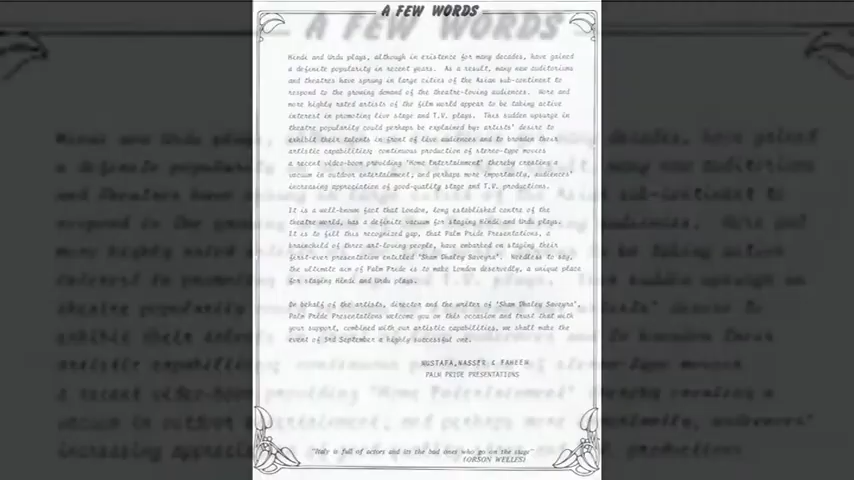 A FEW WORDS
Hindi and Urdu plays, although in existence for many decades, have gained
a definite popularity in recent years. As a result, many new auditoriums
and theatres have sprung in large cities of the Asian sub-continent to
respond to the growing demand of the theatre-loving audiences. More and
more highly rated artists of the film world appear to be taking active
interest in promoting live stage and T.V. plays. This sudden upsurge in
theatre popularity could perhaps be explained by: artists' desire to
exhibit their talents in front of live audiences and to broaden their
artistic capabilities; continuous production of stereo-type movies
a recent video-boom providing "Home Entertainment" thereby creating a
vacuum in outdoor entertainment, and perhaps more importantly, audiences'
increasing appreciation of good-quality stage and T.V. productions.
It is a well-known fact that London, long established centre of the
theatre world, has a definite vacuum for staging Hindi and Urdu plays.
It is to fill this recognized gap, that Palm Pride Presentations, a
brainchild of three art-loving people, have embarked on staging their
first-ever presentation entitled "Sham Dhaley Saveyra". Needless to say,
the ultimate aim of Palm Pride is to make London deservedly, a unique place
for staging Hindi and Urdu plays.
On behalf of the artists, director and the writer of "Sham Dhaley Saveyra",
Palm Pride Presentations welcome you on this occasion and trust that with
your support, combined with our artistic capabilities, we shall make the
event of 3rd September a highly successful one.
MUSTAFA, NASSER & FAHEEM
PALM PRIDE PRESENTATIONS
"Italy is full of actors and its the bad ones who go on the stage"
(ORSON WELLES)